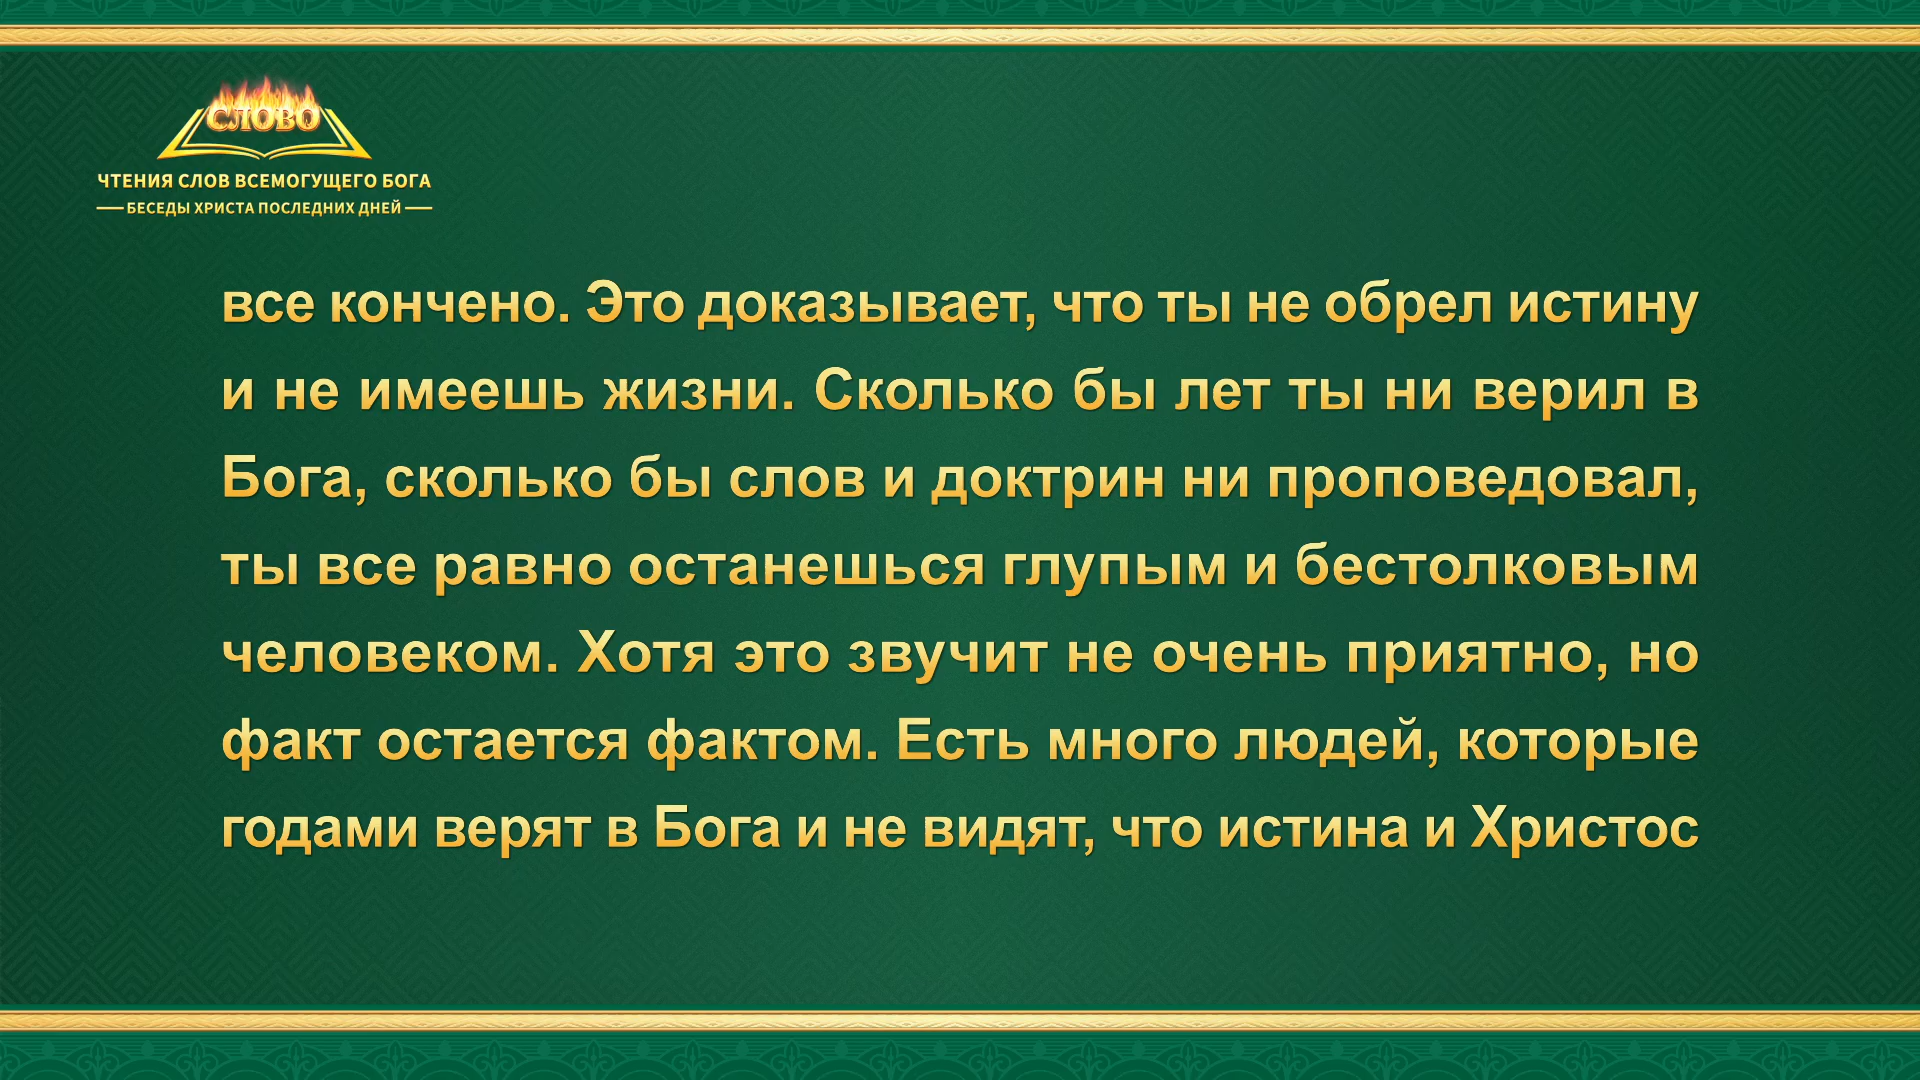 СЛОВО
ЧТЕНИЯ СЛОВ ВСЕМОГУЩЕГО БОГА
БЕСЕДЫ ХРИСТА ПОСЛЕДНИХ ДНЕЙ
все кончено. Это доказывает, что ты не обрел истину
и не имеешь жизни. Сколько бы лет ты ни верил в
Бога, сколько бы слов и доктрин ни проповедовал,
ты все равно останешься глупым и бестолковым
человеком. Хотя это звучит не очень приятно, но
факт остается фактом. Есть много людей, которые
годами верят в Бога и не видят, что истина и Христос